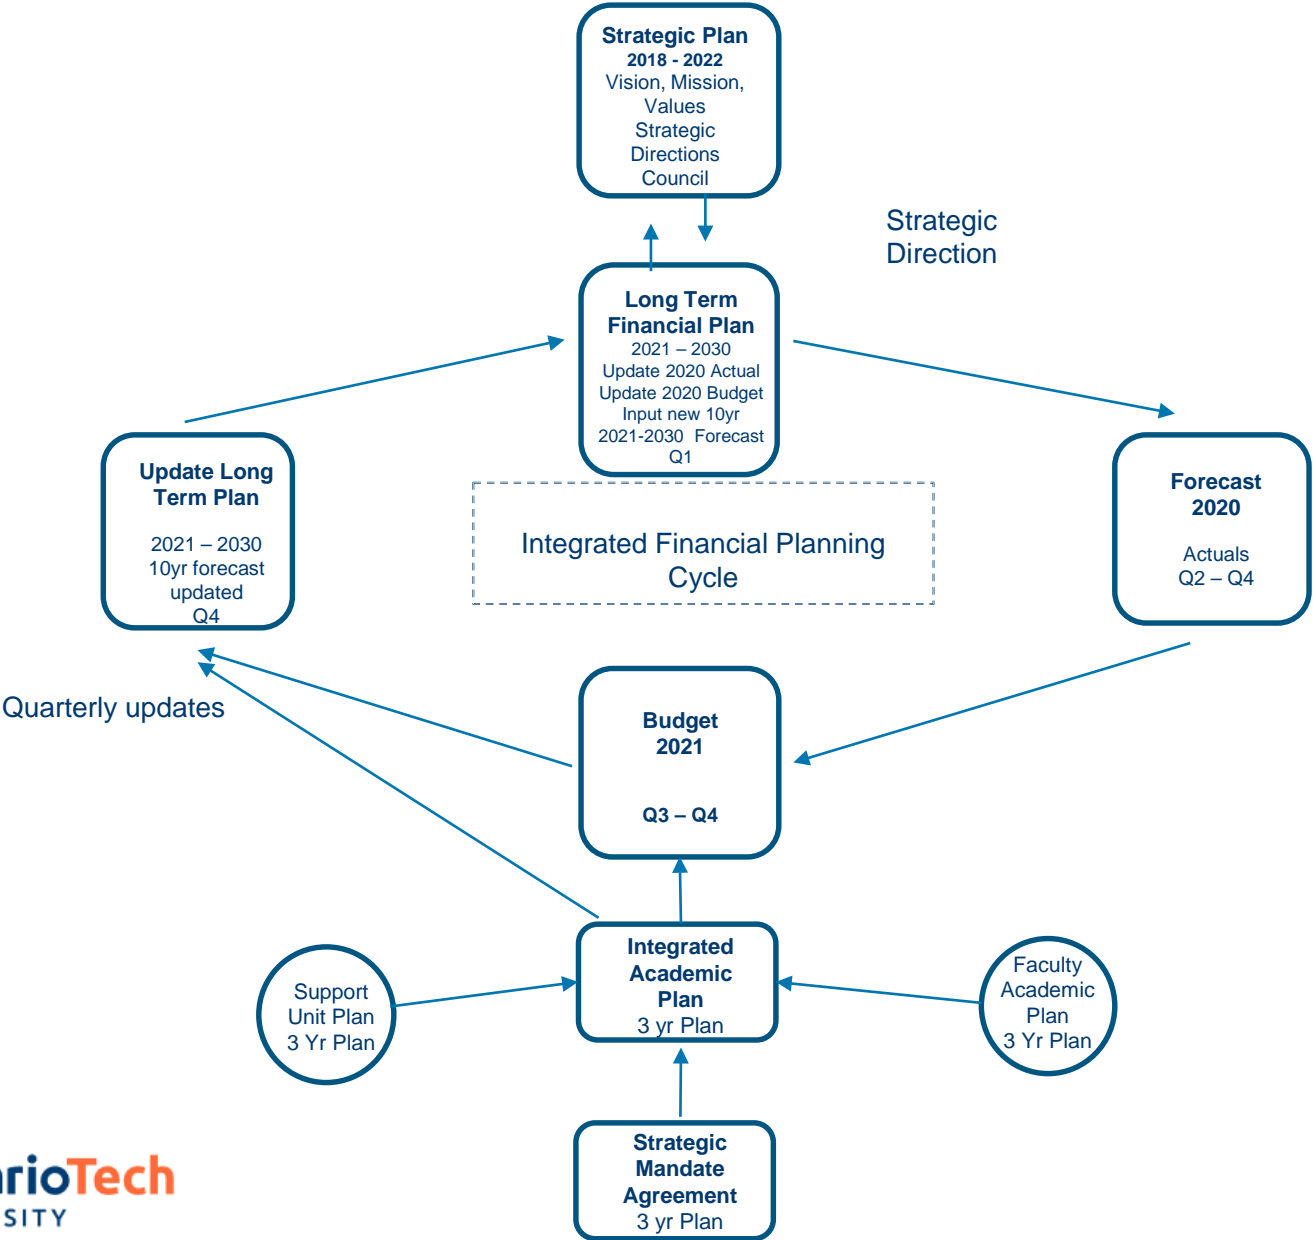 Strategic Plan
2018 - 2022
Vision, Mission,
Values
Strategic
Directions
Council
Strategic
Direction
Long Term
Financial Plan
2021 – 2030
Update 2020 Actual
Update 2020 Budget
Input new 10yr
2021-2030 Forecast
Q1
Update Long
Term Plan
2021 – 2030
10yr forecast
updated
Q4
Integrated Financial Planning
Cycle
Forecast
2020
Actuals
Q2 – Q4
Quarterly updates
Budget
2021
Q3 – Q4
Integrated
Academic
Plan
3 yr Plan
Support
Unit Plan
3 Yr Plan
Faculty
Academic
Plan
3 Yr Plan
Strategic
Mandate
Agreement
3 yr Plan
rioTech
SITY